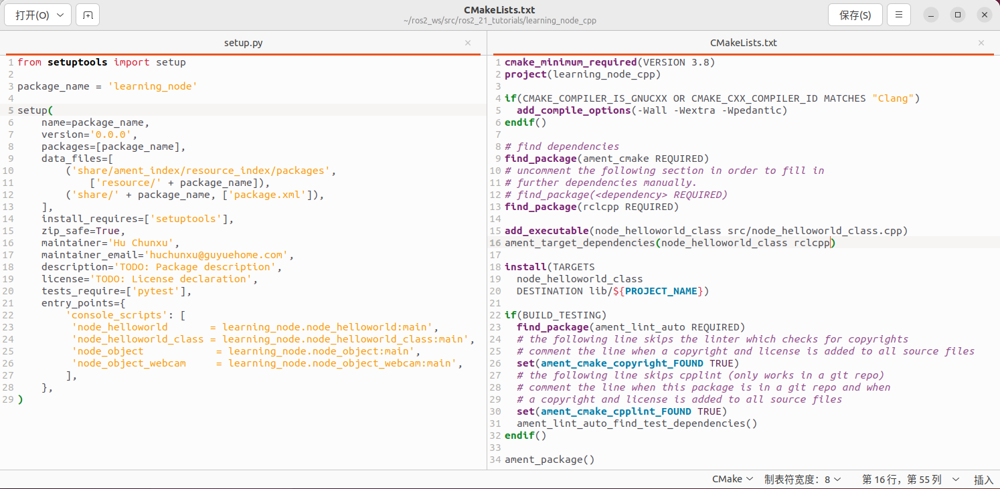 打开(O)
CMakeLists.txt
~/ros2_ws/src/ros2_21_tutorials/learning_node_cpp
保存(S)
setup.py
1 from setuptools import setup
2
3 package_name = 'learning_node'
4
5 setup(
6     name=package_name,
7     version='0.0.0',
8     packages=[package_name],
9     data_files=[
10         ('share/ament_index/resource_index/packages',
11             ['resource/' + package_name]),
12         ('share/' + package_name, ['package.xml']),
13     ],
14     install_requires=['setuptools'],
15     zip_safe=True,
16     maintainer='Hu Chunxu',
17     maintainer_email='huchunxu@guyuehome.com',
18     description='TODO: Package description',
19     license='TODO: License declaration',
20     tests_require=['pytest'],
21     entry_points={
22         'console_scripts': [
23          'node_helloworld       = learning_node.node_helloworld:main',
24          'node_helloworld_class = learning_node.node_helloworld_class:main',
25          'node_object            = learning_node.node_object:main',
26          'node_object_webcam     = learning_node.node_object_webcam:main',
27         ],
28     },
29 )
CMakeLists.txt
1 cmake_minimum_required(VERSION 3.8)
2 project(learning_node_cpp)
3
4 if(CMAKE_COMPILER_IS_GNUCXX OR CMAKE_CXX_COMPILER_ID MATCHES "Clang")
5   add_compile_options(-Wall -Wextra -Wpedantic)
6 endif()
7
8 # find dependencies
9 find_package(ament_cmake REQUIRED)
10 # uncomment the following section in order to fill in
11 # further dependencies manually.
12 # find_package(<dependency> REQUIRED)
13 find_package(rclcpp REQUIRED)
14
15 add_executable(node_helloworld_class src/node_helloworld_class.cpp)
16 ament_target_dependencies(node_helloworld_class rclcpp)
17
18 install(TARGETS
19   node_helloworld_class
20   DESTINATION lib/${PROJECT_NAME})
21
22 if(BUILD_TESTING)
23   find_package(ament_lint_auto REQUIRED)
24   # the following line skips the linter which checks for copyrights
25   # comment the line when a copyright and license is added to all source files
26   set(ament_cmake_copyright_FOUND TRUE)
27   # the following line skips cpplint (only works in a git repo)
28   # comment the line when this package is in a git repo and when
29   # a copyright and license is added to all source files
30   set(ament_cmake_cpplint_FOUND TRUE)
31   ament_lint_auto_find_test_dependencies()
32 endif()
33
34 ament_package()
CMake 制表符宽度：8 第 16 行，第 55 列 插入